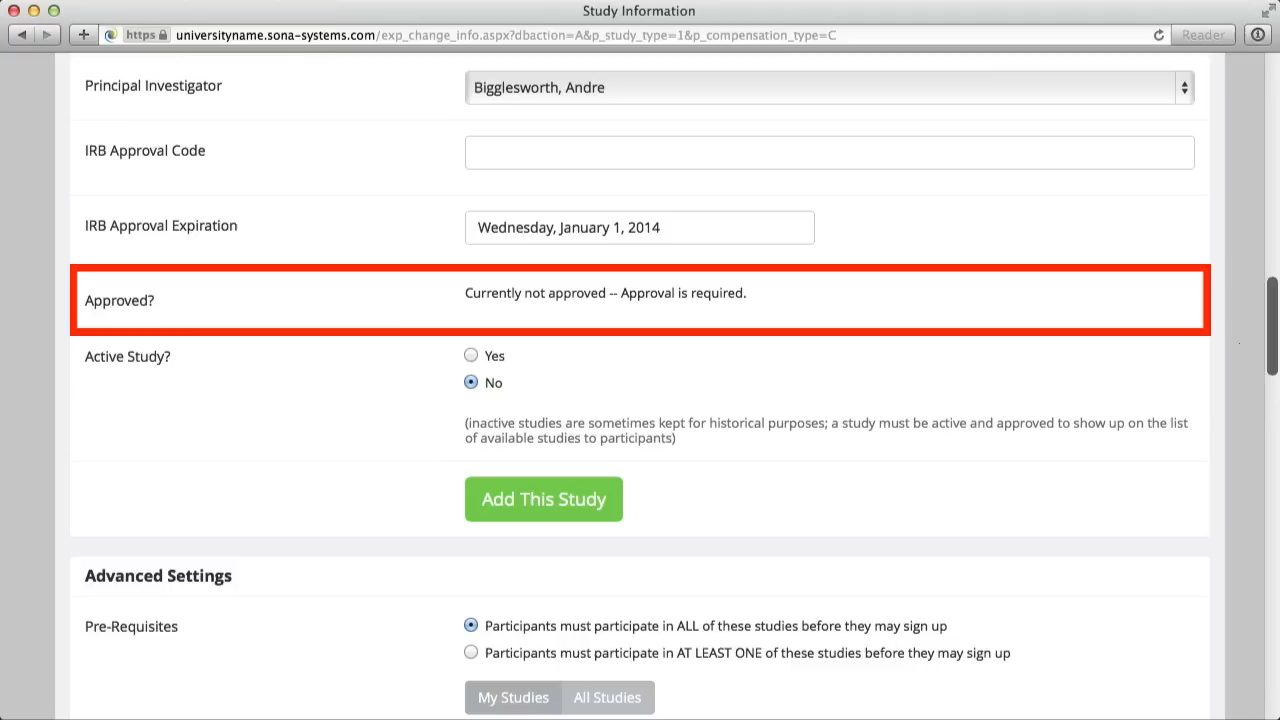 Study Information
https universityname.sona-systems.com/exp_change_info.aspx?dbaction=A&p_study_type=1&p_compensation_type=C Reader
Principal Investigator Bigglesworth, Andre
IRB Approval Code
IRB Approval Expiration Wednesday, January 1, 2014
Approved? Currently not approved -- Approval is required.
Active Study? Yes
No
(inactive studies are sometimes kept for historical purposes; a study must be active and approved to show up on the list
of available studies to participants)
Add This Study
Advanced Settings
Pre-Requisites Participants must participate in ALL of these studies before they may sign up
Participants must participate in AT LEAST ONE of these studies before they may sign up
My Studies All Studies